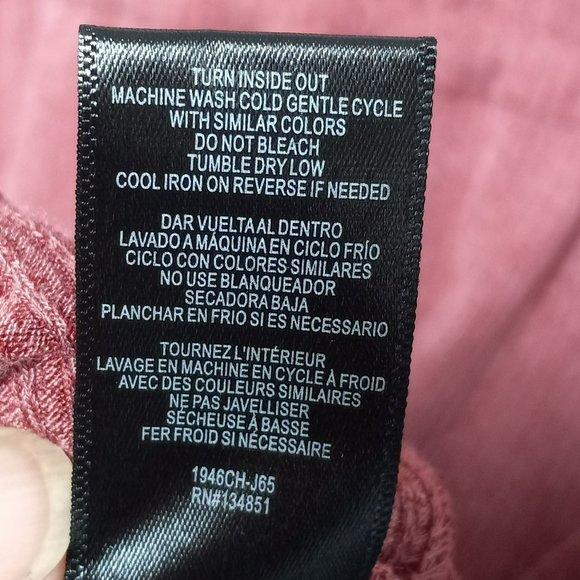 TURN INSIDE OUT
MACHINE WASH COLD GENTLE CYCLE
WITH SIMILAR COLORS
DO NOT BLEACH
TUMBLE DRY LOW
COOL IRON ON REVERSE IF NEEDED
DAR VUELTA AL DENTRO
LAVADO A MÁQUINA EN CICLO FRÍO
CICLO CON COLORES SIMILARES
NO USE BLANQUEADOR
SECADORA BAJA
PLANCHAR EN FRIO SI ES NECESSARIO
TOURNEZ L'INTÉRIEUR
LAVAGE EN MACHINE EN CYCLE À FROID
AVEC DES COULEURS SIMILAIRES
NE PAS JAVELLISER
SÉCHEUSE À BASSE
FER FROID SI NÉCESSAIRE
1946CH-J65
RN#134851